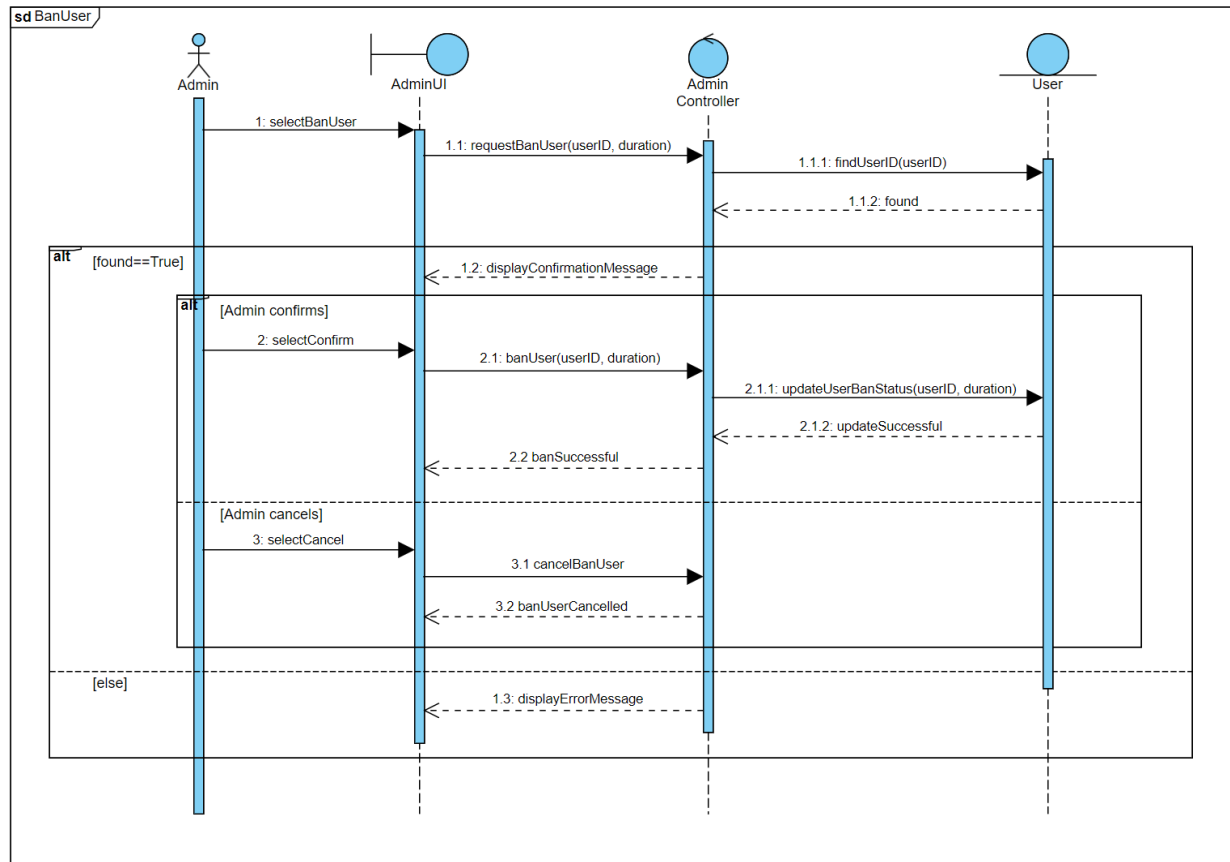 sd BanUser
Admin
AdminUI
Admin
Controller
User
1: selectBanUser
1.1: requestBanUser(userID, duration)
1.1.1: findUserID(userID)
1.1.2: found
alt
[found==True]
1.2: displayConfirmationMessage
alt
[Admin confirms]
2: selectConfirm
2.1: banUser(userID, duration)
2.1.1: updateUserBanStatus(userID, duration)
2.1.2: updateSuccessful
2.2 banSuccessful
[Admin cancels]
3: selectCancel
3.1 cancelBanUser
3.2 banUserCancelled
[else]
1.3: displayErrorMessage